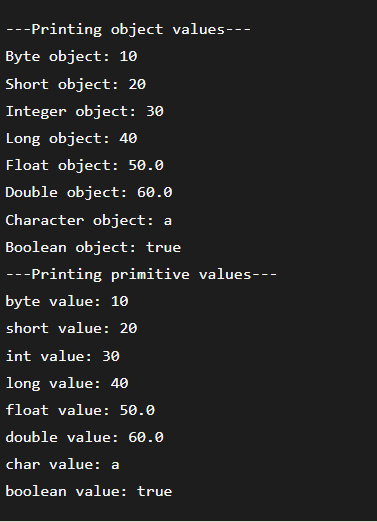 ---Printing object values---
Byte object: 10
Short object: 20
Integer object: 30
Long object: 40
Float object: 50.0
Double object: 60.0
Character object: a
Boolean object: true
---Printing primitive values---
byte value: 10
short value: 20
int value: 30
long value: 40
float value: 50.0
double value: 60.0
char value: a
boolean value: true